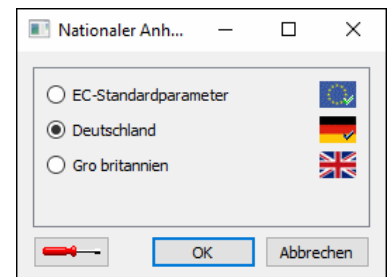 Nationaler Anh...
EC-Standardparameter
Deutschland
Gro britannien
OK
Abbrechen